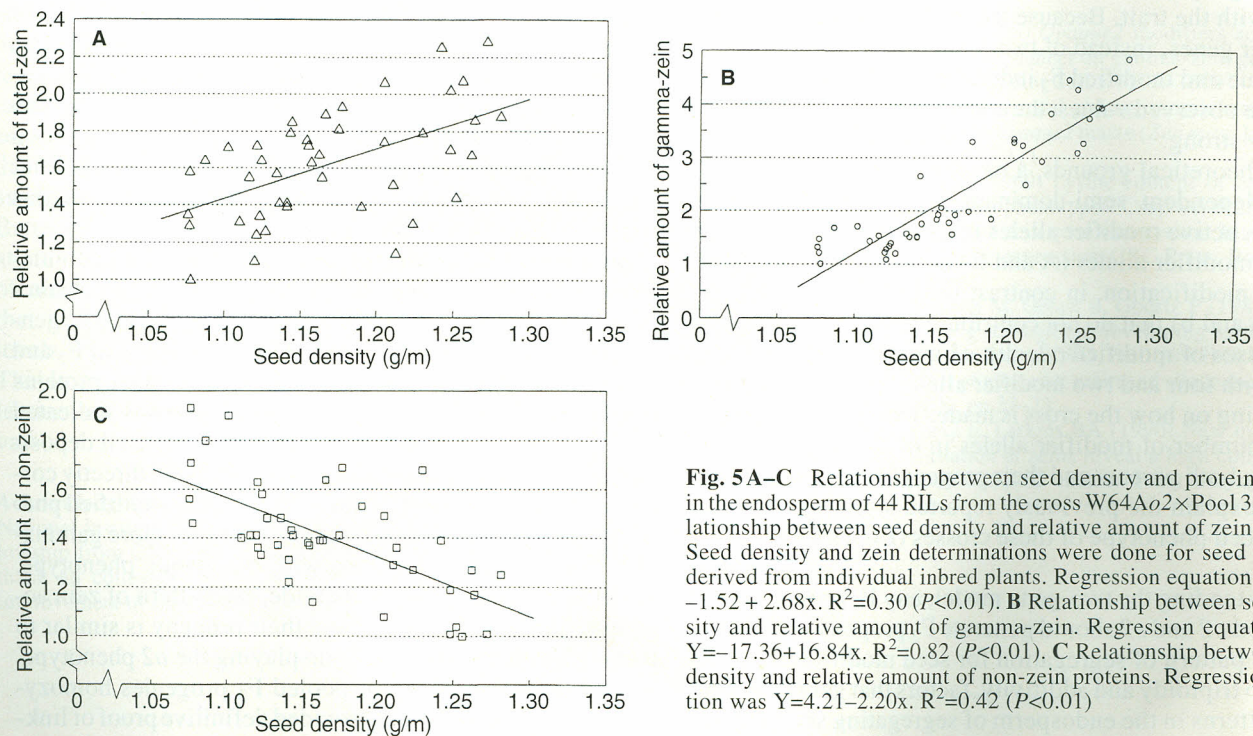 2.4
2.2
2.0
1.8
1.6
1.4
1.2
1.0
0
A
Relative amount of total-zein
0 1.05 1.10 1.15 1.20 1.25 1.30 1.35
Seed density (g/m)
5
4
3
2
1
0
B
Relative amount of gamma-zein
0 1.05 1.10 1.15 1.20 1.25 1.30 1.35
Seed density (g/m)
2.0
1.8
1.6
1.4
1.2
1.0
0
C
Relative amount of non-zein
0 1.05 1.10 1.15 1.20 1.25 1.30 1.35
Seed density (g/m)
Fig. 5 A–C Relationship between seed density and protein
in the endosperm of 44 RILs from the cross W64Ao2×Pool 3
lationship between seed density and relative amount of zein
Seed density and zein determinations were done for seed
derived from individual inbred plants. Regression equation
–1.52 + 2.68x. R²=0.30 (P<0.01). B Relationship between se
sity and relative amount of gamma-zein. Regression equat
Y=–17.36+16.84x. R²=0.82 (P<0.01). C Relationship betwe
density and relative amount of non-zein proteins. Regressio
tion was Y=4.21–2.20x. R²=0.42 (P<0.01)